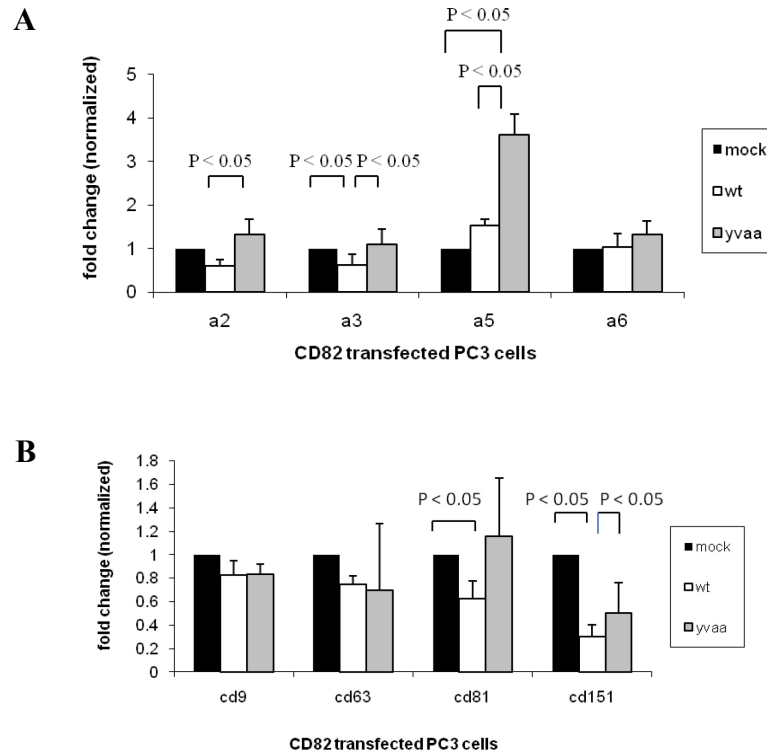 A
P < 0.05
P < 0.05
P < 0.05
P < 0.05 P < 0.05
fold change (normalized)
5
4
3
2
1
0
a2 a3 a5 a6
CD82 transfected PC3 cells
mock
wt
yvaa
B
P < 0.05 P < 0.05 P < 0.05
fold change (normalized)
1.8
1.6
1.4
1.2
1
0.8
0.6
0.4
0.2
0
cd9 cd63 cd81 cd151
CD82 transfected PC3 cells
mock
wt
yvaa